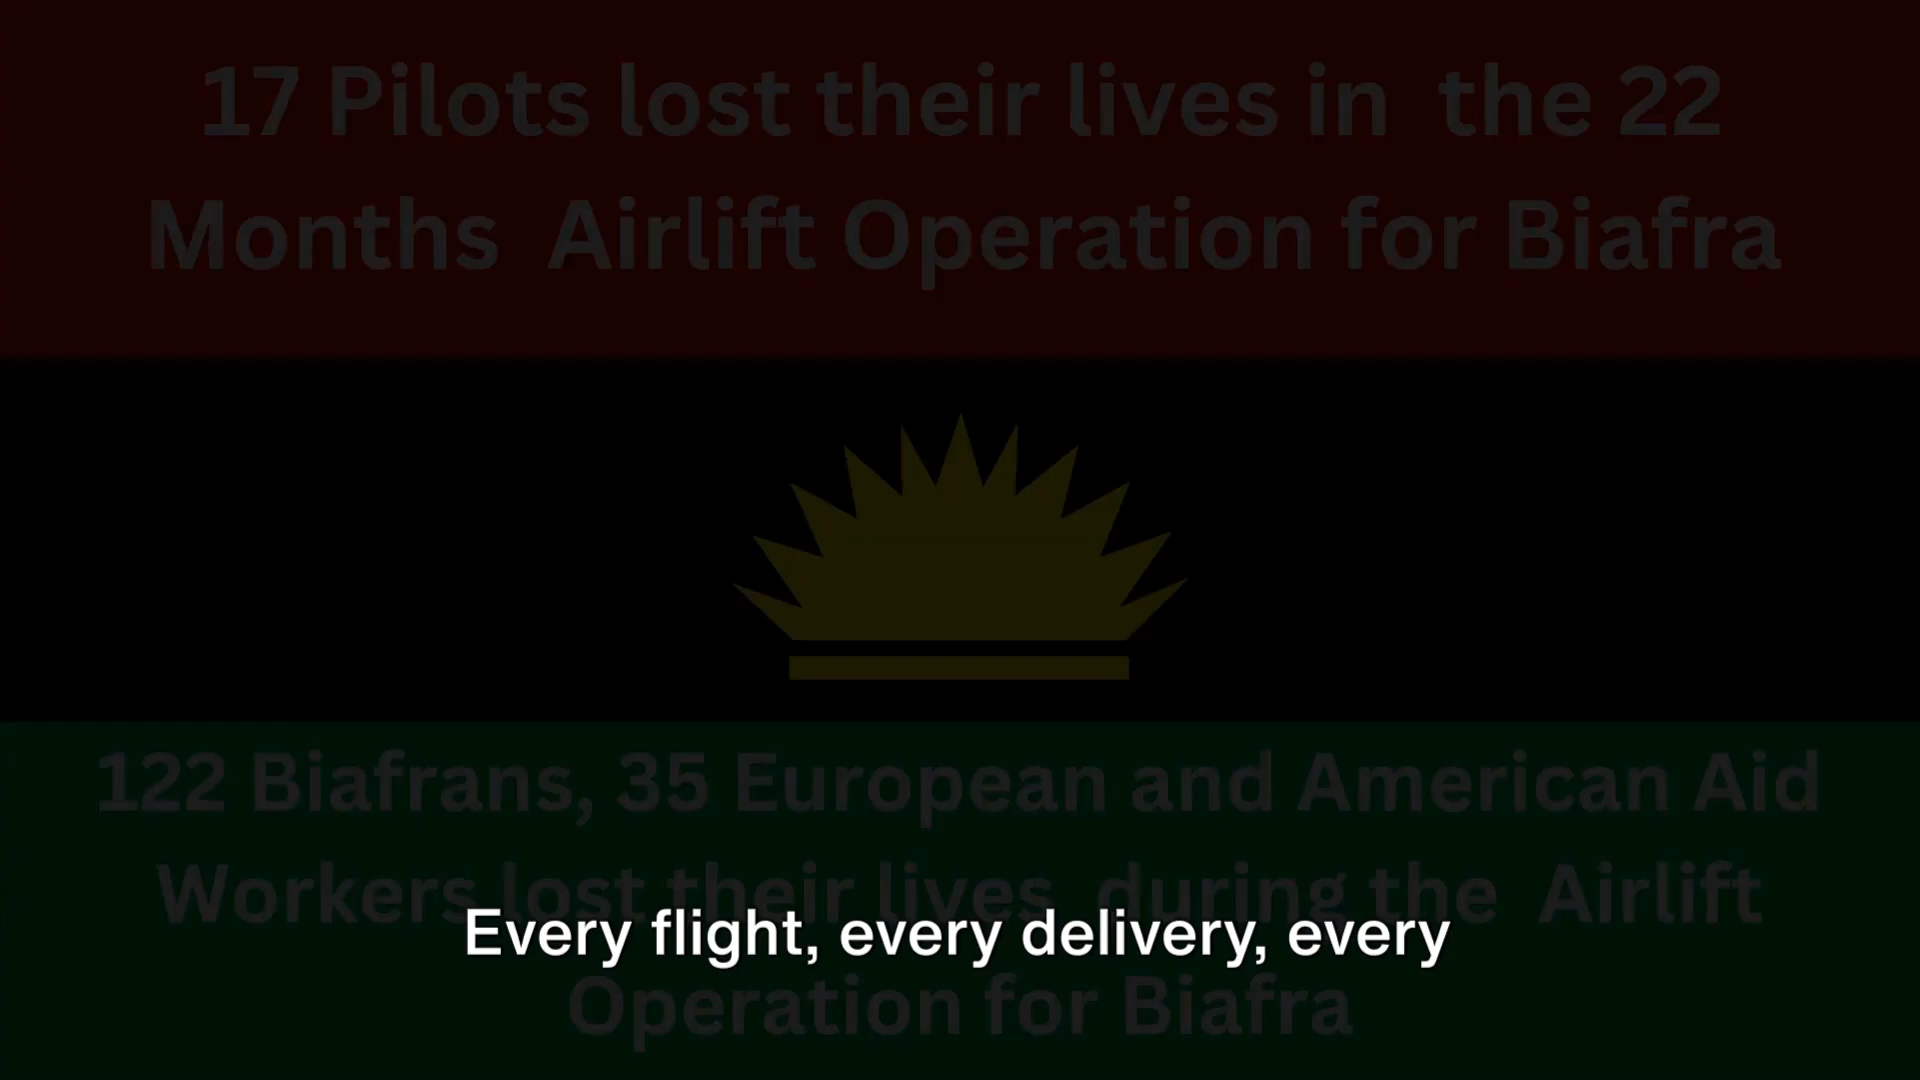 17 Pilots lost their lives in the 22
Months Airlift Operation for Biafra
122 Biafrans, 35 European and American Aid
Workers lost their lives during the Airlift
Every flight, every delivery, every
Operation for Biafra